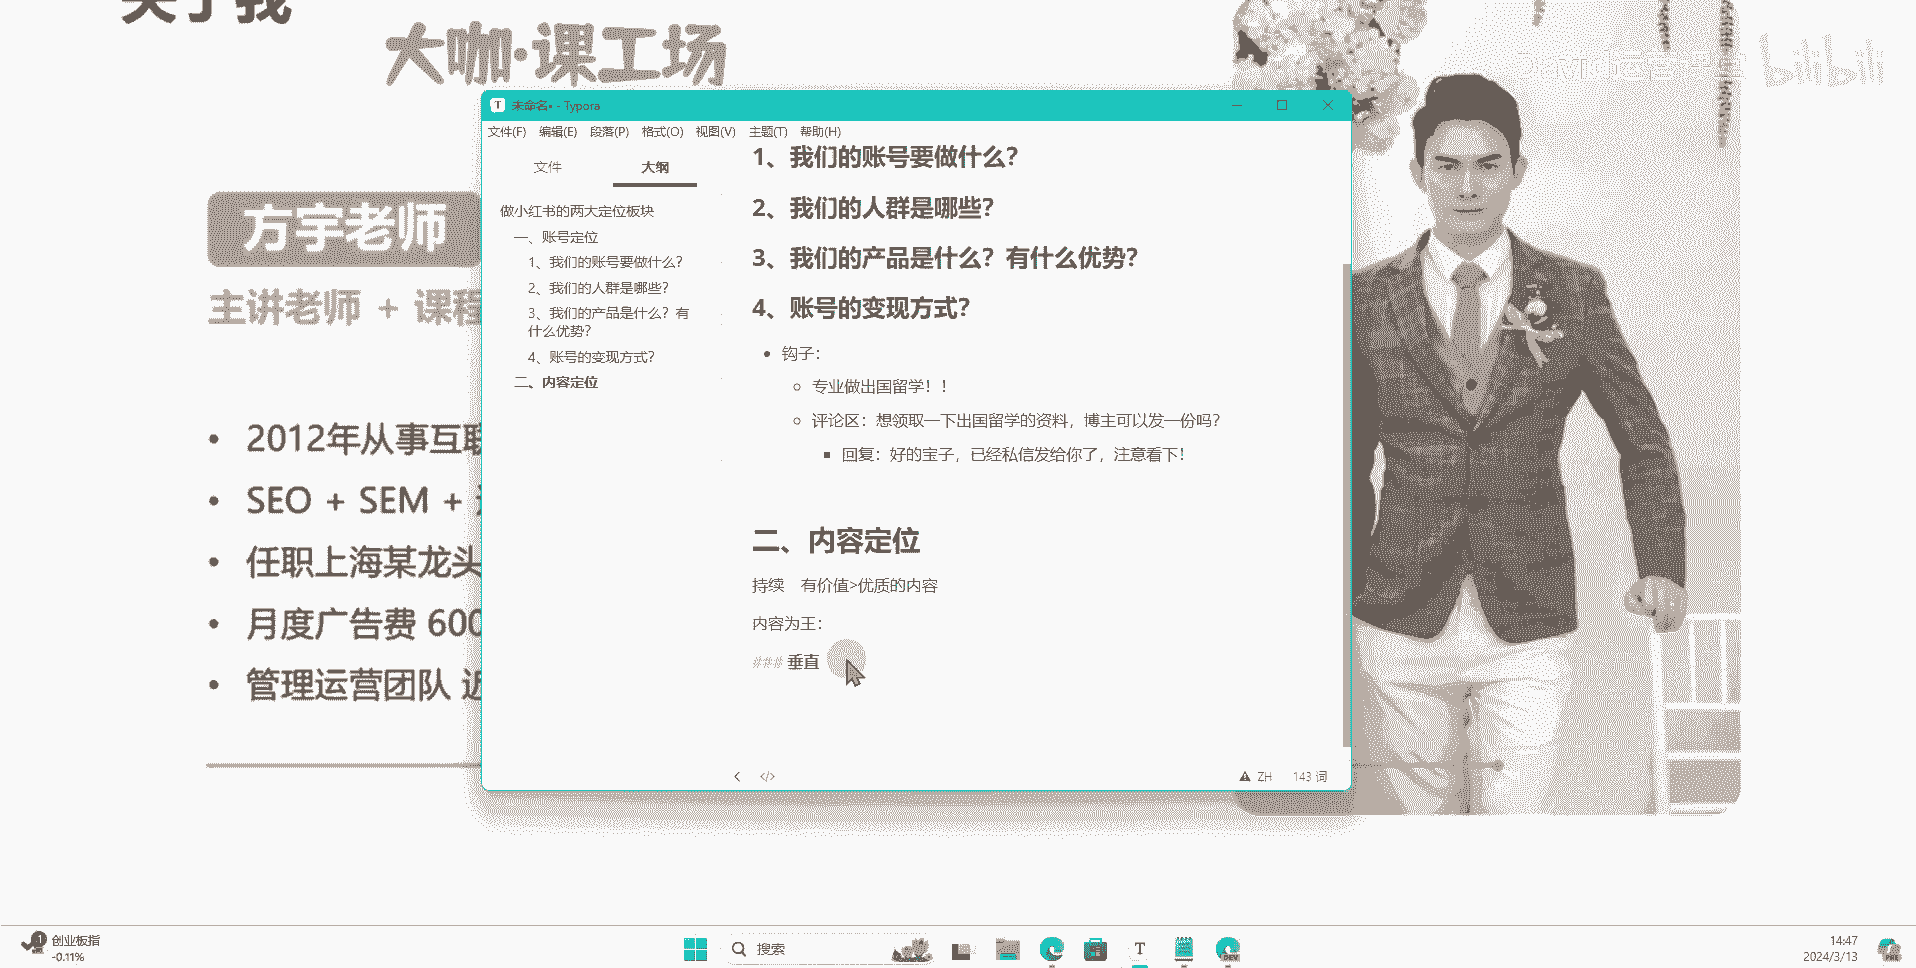 关于我
大咖·课工场
bilibili
未命名• - Typora
文件(F) 编辑(E) 段落(P) 格式(O) 视图(V) 主题(T) 帮助(H)
文件 大纲
做小红书的两大定位板块
一、账号定位
1、我们的账号要做什么？
2、我们的人群是哪些？
3、我们的产品是什么？有
什么优势？
4、账号的变现方式？
二、内容定位
1、我们的账号要做什么？
2、我们的人群是哪些？
3、我们的产品是什么？有什么优势？
4、账号的变现方式？
• 钩子：
专业做出国留学！！
评论区：想领取一下出国留学的资料，博主可以发一份吗？
回复：好的宝子，已经私信发给你了，注意看下！
二、内容定位
持续 有价值>优质的内容
内容为王：
### 垂直
ZH 143 词
方宇老师
主讲老师 + 课程
• 2012年从事互联
• SEO + SEM +
• 任职上海某龙头
• 月度广告费 600
• 管理运营团队 近
1
创业板指
-0.11%
搜索
T
DEV
14:47
2024/3/13
PRE